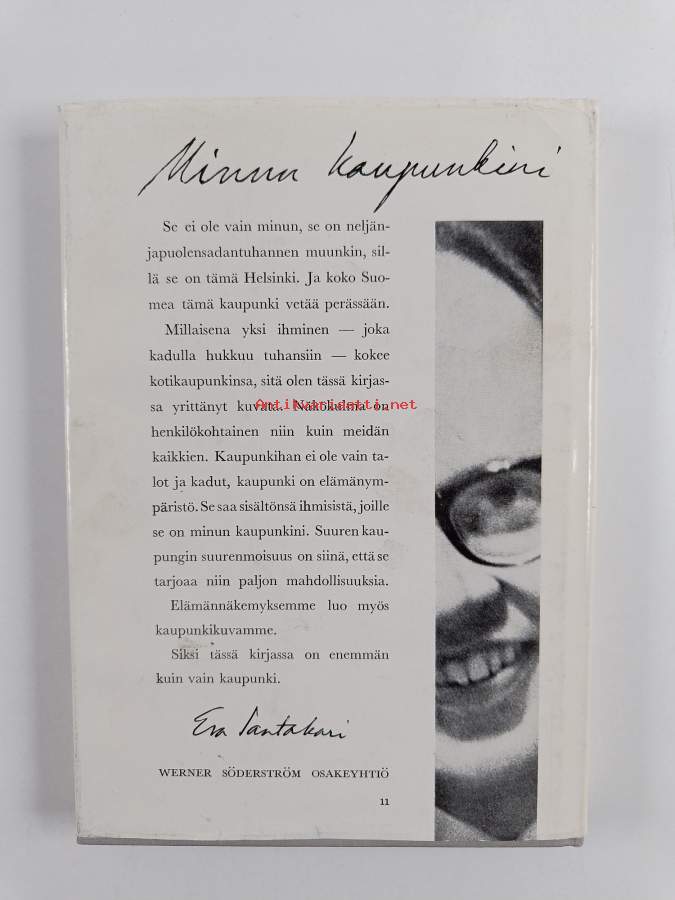 Minun kaupunkini
Se ei ole vain minun, se on neljän-
japuolensadantuhannen muunkin, sil-
lä se on tämä Helsinki. Ja koko Suo-
mea tämä kaupunki vetää perässään.
Millaisena yksi ihminen — joka
kadulla hukkuu tuhansiin — kokee
kotikaupunkinsa, sitä olen tässä kirjas-
sa yrittänyt kuvata. Näkökulma on
Antikvariaatti.net
henkilökohtainen niin kuin meidän
kaikkien. Kaupunkihan ei ole vain ta-
lot ja kadut, kaupunki on elämänym-
päristö. Se saa sisältönsä ihmisistä, joille
se on minun kaupunkini. Suuren kau-
pungin suurenmoisuus on siinä, että se
tarjoaa niin paljon mahdollisuuksia.
Elämännäkemyksemme luo myös
kaupunkikuvamme.
Siksi tässä kirjassa on enemmän
kuin vain kaupunki.
Eva Santakari
WERNER SÖDERSTRÖM OSAKEYHTIÖ
11